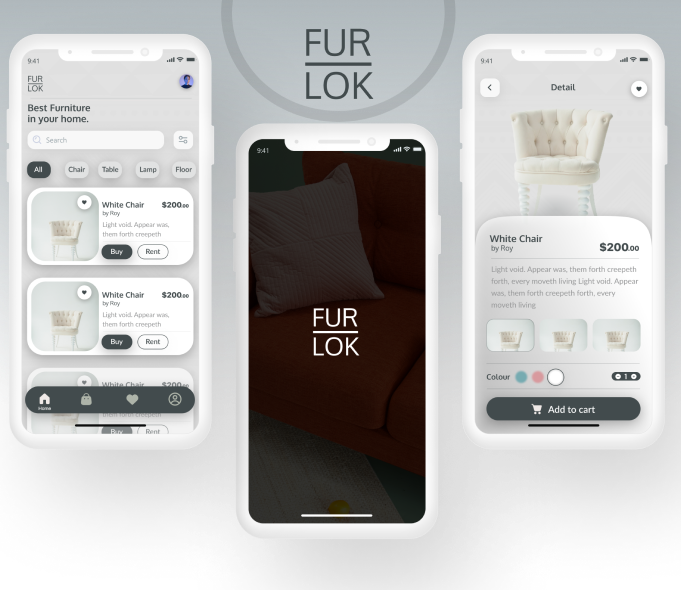 FUR
LOK
9:41
FUR
LOK
Best Furniture
in your home.
Search
All
Chair
Table
Lamp
Floor
White Chair
$200.00
by Roy
Light void. Appear was,
them forth creepeth
Buy
Rent
White Chair
$200.00
by Roy
Light void. Appear was,
them forth creepeth
Buy
Rent
White Chair
$200.00
Home
Buy
Rent
9:41
FUR
LOK
9:41
Detail
White Chair
by Roy
$200.00
Light void. Appear was, them forth creepeth
forth, every moveth living Light void. Appear
was, them forth creepeth forth, every
moveth living
Colour
1
Add to cart